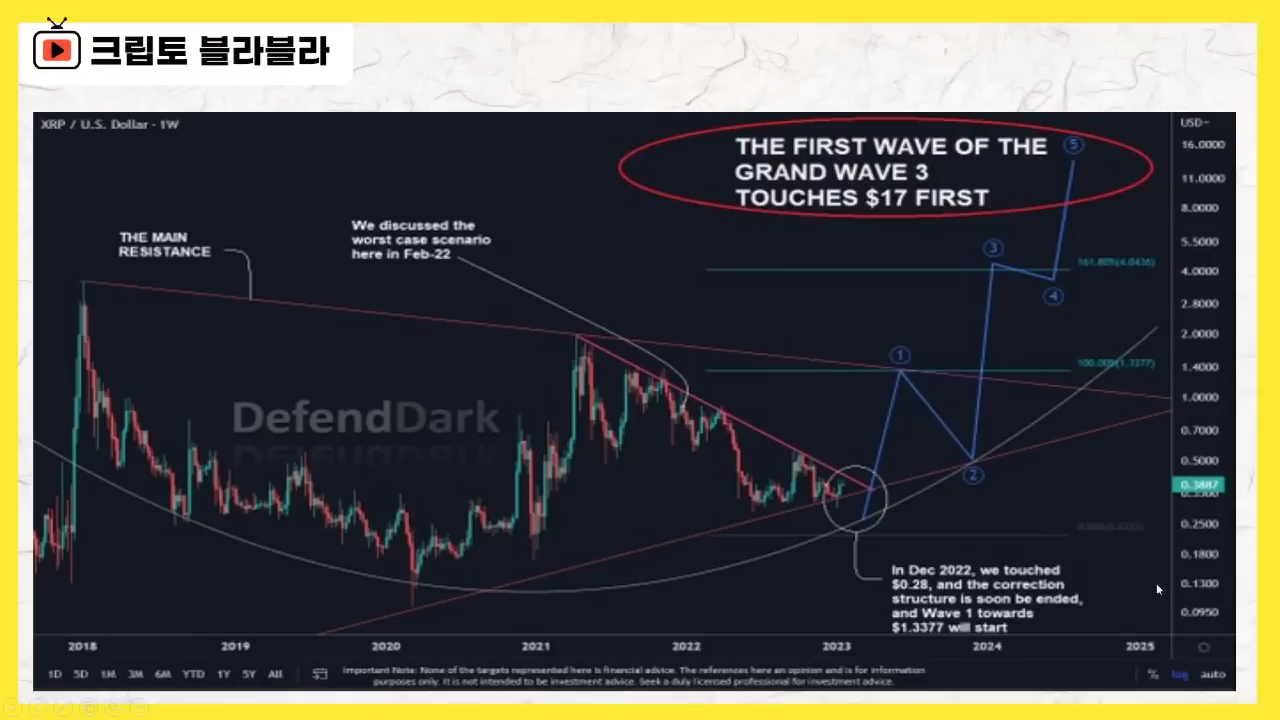 크립토 블라블라
XRP / U.S. Dollar - 1W
USD
THE FIRST WAVE OF THE
GRAND WAVE 3
TOUCHES $17 FIRST
5
16.0000
11.0000
8.0000
5.5000
4.0000
2.8000
2.0000
1.4000
1.0000
0.7000
0.5000
0.3887
0.2500
0.1800
0.1300
0.0950
THE MAIN
RESISTANCE
We discussed the
worst case scenario
here in Feb-22
3
161.80%(4.0436)
4
1
100.00%(1.3377)
2
DefendDark
In Dec 2022, we touched
$0.28, and the correction
structure is soon be ended,
and Wave 1 towards
$1.3377 will start
2018 2019 2020 2021 2022 2023 2024 2025
1D 5D 1M 3M 6M YTD 1Y 5Y All
Important Note: None of the targets represented here is financial advice. The references here an opinion and is for information
purposes only. It is not intended to be investment advice. Seek a duly licensed professional for investment advice.
% log auto